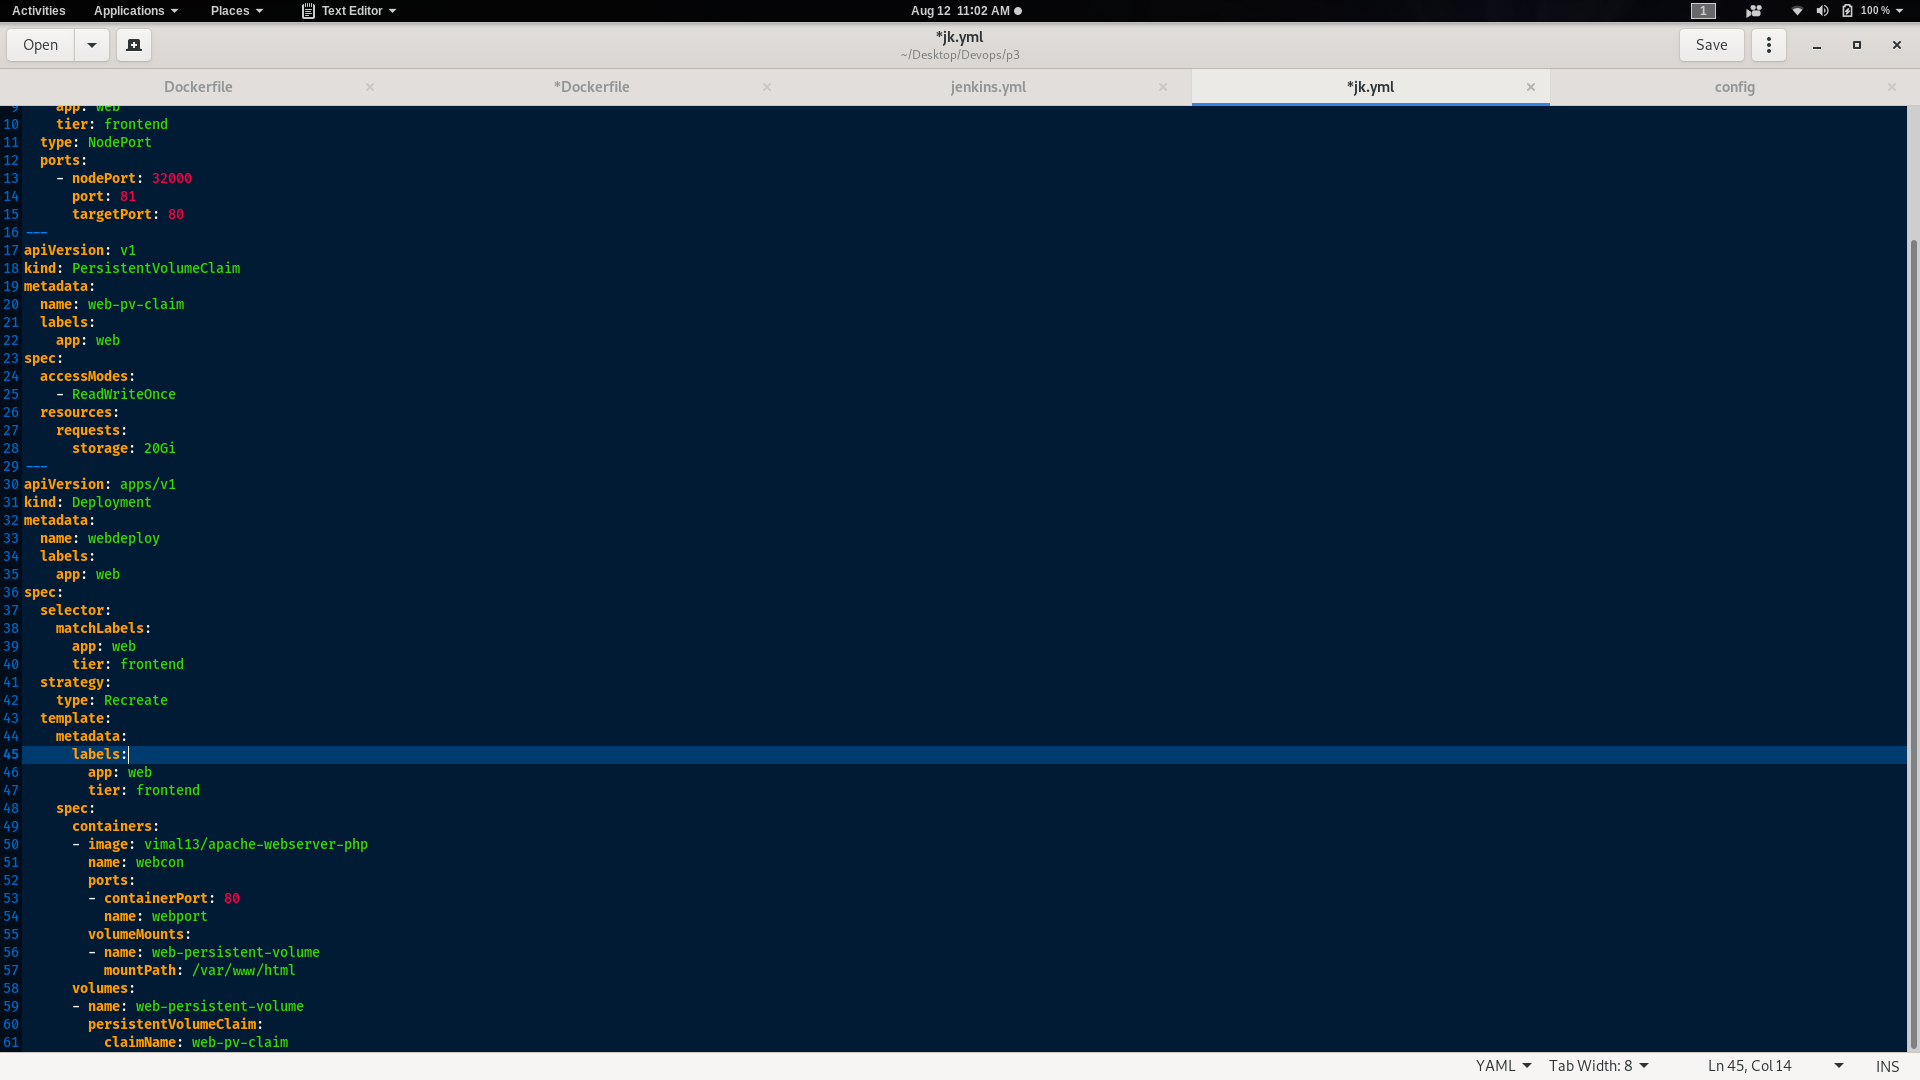 Activities Applications Places Text Editor Aug 12 11:02 AM 1 100 %
Open *jk.yml Save
~/Desktop/Devops/p3
Dockerfile *Dockerfile jenkins.yml *jk.yml config
9     app: web
10     tier: frontend
11   type: NodePort
12   ports:
13     - nodePort: 32000
14       port: 81
15       targetPort: 80
16 ---
17 apiVersion: v1
18 kind: PersistentVolumeClaim
19 metadata:
20   name: web-pv-claim
21   labels:
22     app: web
23 spec:
24   accessModes:
25     - ReadWriteOnce
26   resources:
27     requests:
28       storage: 20Gi
29 ---
30 apiVersion: apps/v1
31 kind: Deployment
32 metadata:
33   name: webdeploy
34   labels:
35     app: web
36 spec:
37   selector:
38     matchLabels:
39       app: web
40       tier: frontend
41   strategy:
42     type: Recreate
43   template:
44     metadata:
45       labels:
46         app: web
47         tier: frontend
48     spec:
49       containers:
50       - image: vimal13/apache-webserver-php
51         name: webcon
52         ports:
53         - containerPort: 80
54           name: webport
55         volumeMounts:
56         - name: web-persistent-volume
57           mountPath: /var/www/html
58       volumes:
59       - name: web-persistent-volume
60         persistentVolumeClaim:
61           claimName: web-pv-claim
YAML Tab Width: 8 Ln 45, Col 14 INS